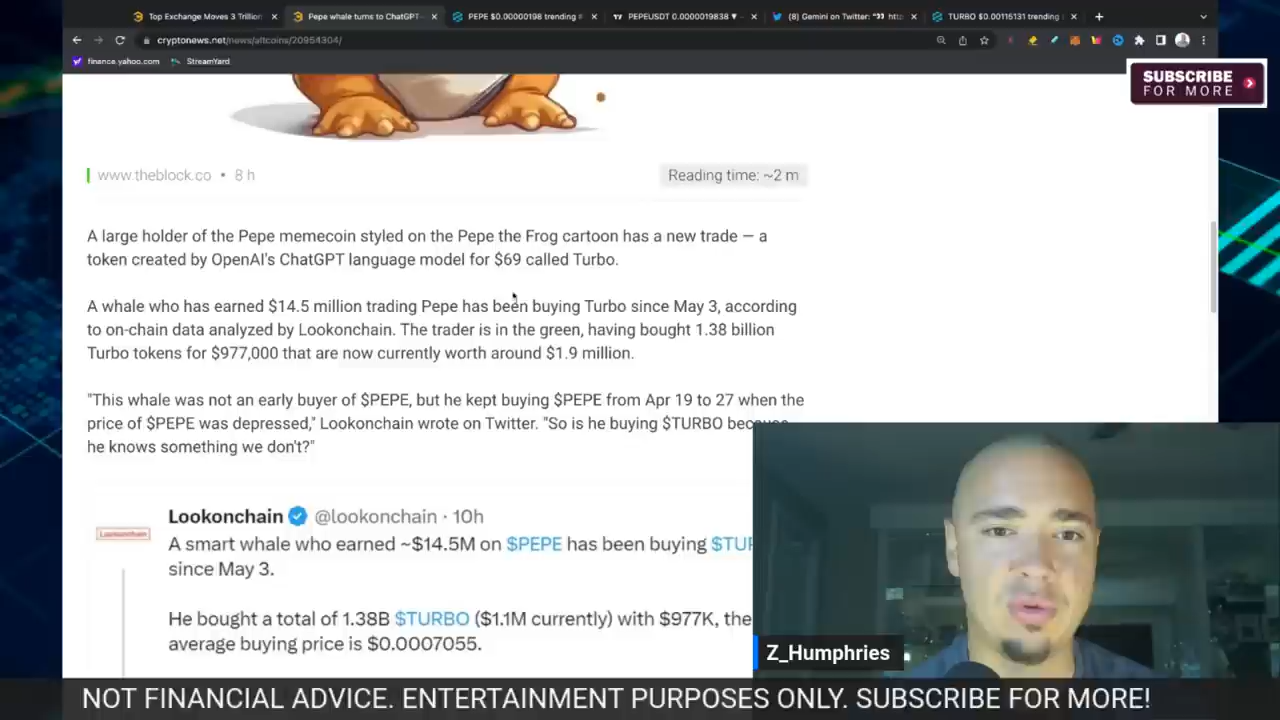 Top Exchange Moves 3 Trillion
Pepe whale turns to ChatGPT-
PEPE $0.00000198 trending
PEPEUSDT 0.0000019838 ▼
(8) Gemini on Twitter: "👀 http
TURBO $0.00115131 trending
cryptonews.net/news/altcoins/20954304/
finance.yahoo.com StreamYard
SUBSCRIBE
FOR MORE
www.theblock.co • 8 h
Reading time: ~2 m
A large holder of the Pepe memecoin styled on the Pepe the Frog cartoon has a new trade — a
token created by OpenAI's ChatGPT language model for $69 called Turbo.
A whale who has earned $14.5 million trading Pepe has been buying Turbo since May 3, according
to on-chain data analyzed by Lookonchain. The trader is in the green, having bought 1.38 billion
Turbo tokens for $977,000 that are now currently worth around $1.9 million.
"This whale was not an early buyer of $PEPE, but he kept buying $PEPE from Apr 19 to 27 when the
price of $PEPE was depressed," Lookonchain wrote on Twitter. "So is he buying $TURBO because
he knows something we don't?"
Lookonchain
Lookonchain @lookonchain · 10h
A smart whale who earned ~$14.5M on $PEPE has been buying $TUR
since May 3.
He bought a total of 1.38B $TURBO ($1.1M currently) with $977K, the
average buying price is $0.0007055.
Z_Humphries
NOT FINANCIAL ADVICE. ENTERTAINMENT PURPOSES ONLY. SUBSCRIBE FOR MORE!